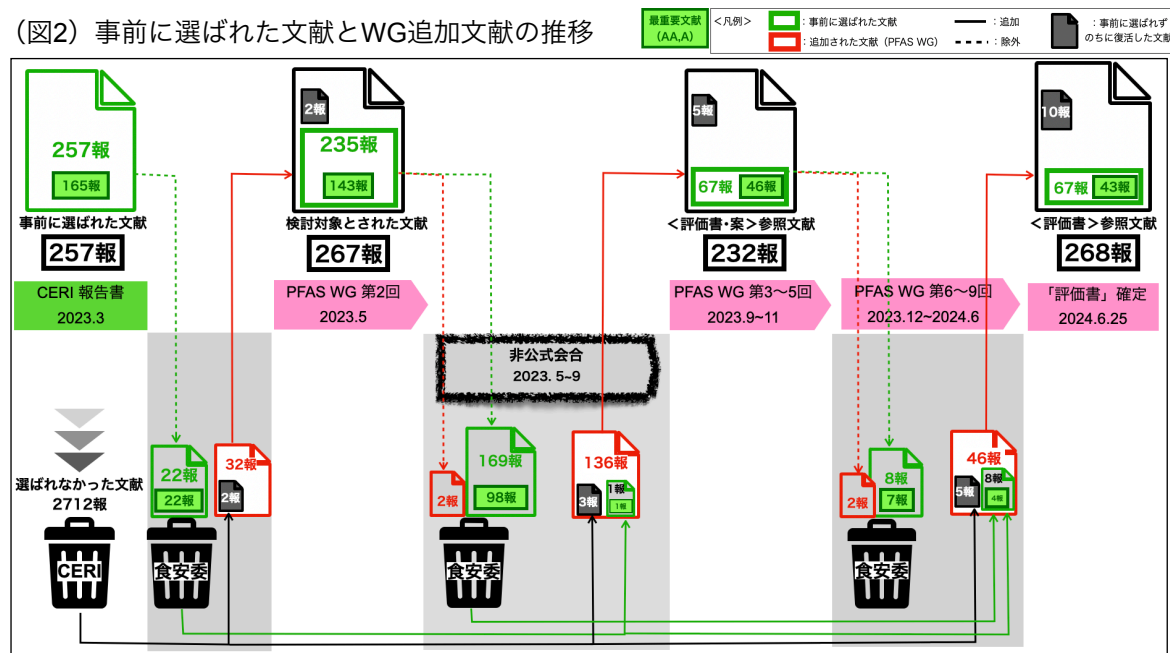 (図2）事前に選ばれた文献とWG追加文献の推移
最重要文献
(AA,A)
＜凡例＞
：事前に選ばれた文献
：追加された文献（PFAS WG）
：追加
：除外
：事前に選ばれず
のちに復活した文献
257報
165報
事前に選ばれた文献
257報
2報
235報
143報
検討対象とされた文献
267報
5報
67報
46報
＜評価書・案＞参照文献
232報
10報
67報
43報
＜評価書＞参照文献
268報
CERI 報告書
2023.3
PFAS WG 第2回
2023.5
PFAS WG 第3〜5回
2023.9~11
PFAS WG 第6〜9回
2023.12~2024.6
「評価書」確定
2024.6.25
非公式会合
2023. 5~9
選ばれなかった文献
2712報
CERI
22報
22報
食安委
32報
2報
2報
169報
98報
食安委
136報
3報
1報
1報
2報
8報
7報
食安委
46報
5報
8報
4報